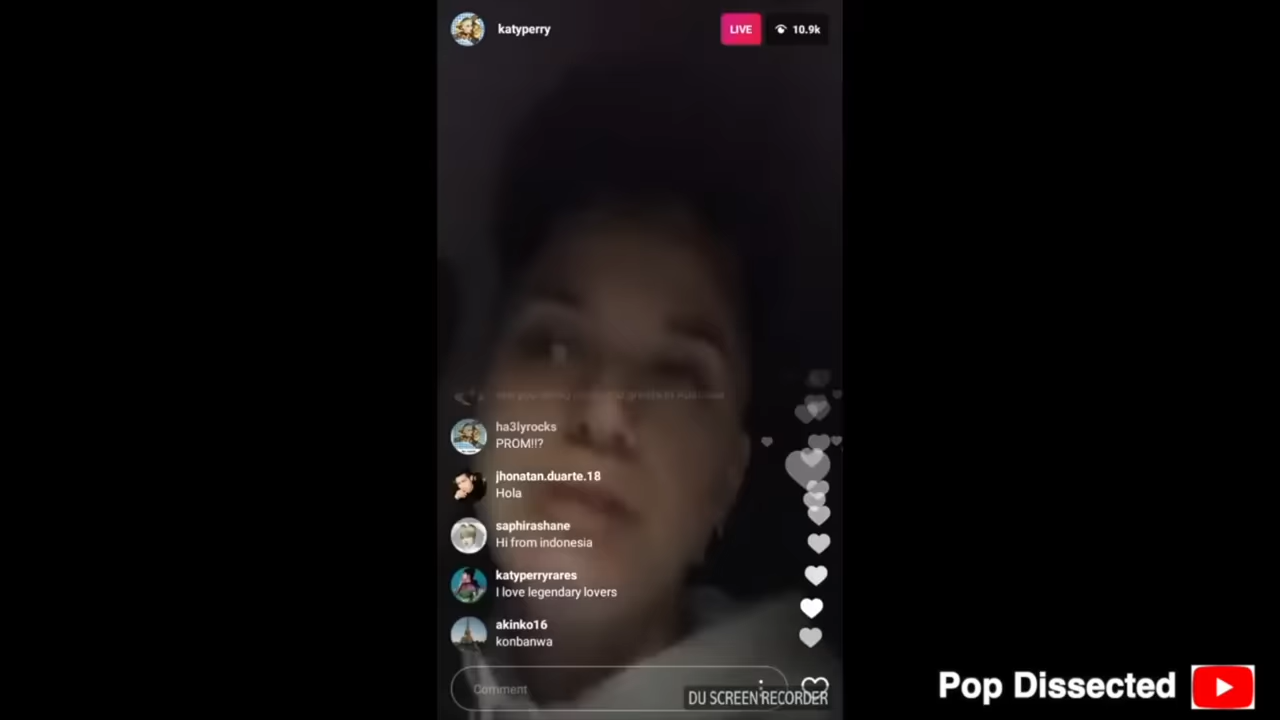 katyperry
LIVE
10.9k
ha3lyrocks
PROM!!?
jhonatan.duarte.18
Hola
saphirashane
Hi from indonesia
katyperryrares
I love legendary lovers
akinko16
konbanwa
Comment
DU SCREEN RECORDER
Pop Dissected